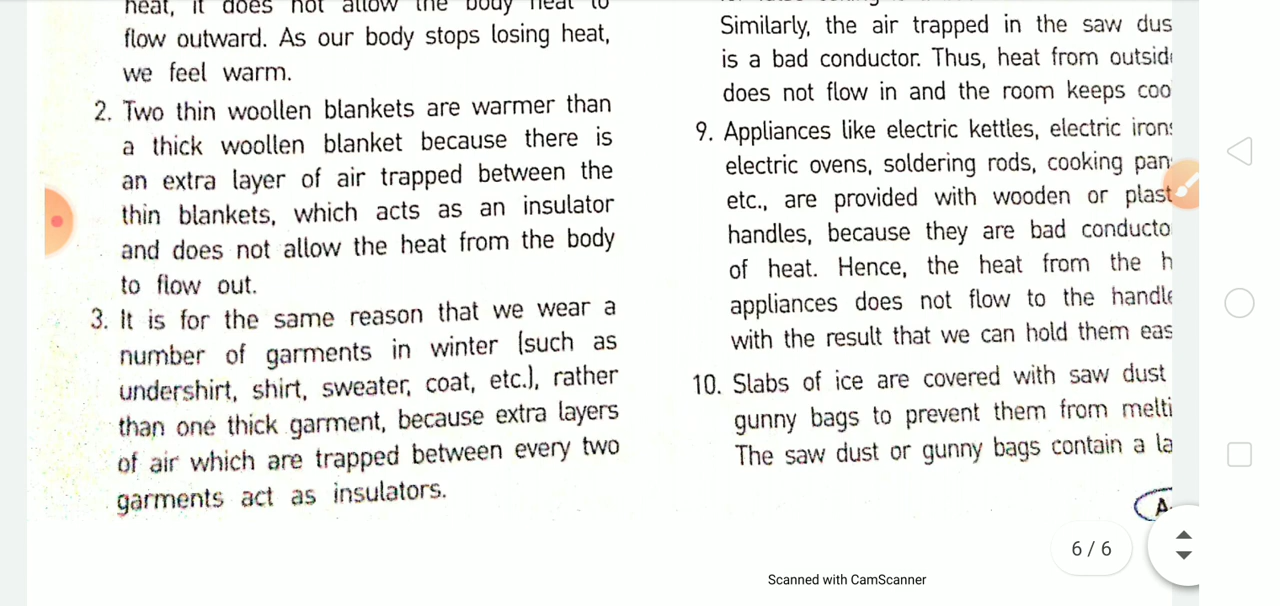 heat, it does not allow the body heat to
flow outward. As our body stops losing heat,
we feel warm.
2. Two thin woollen blankets are warmer than
a thick woollen blanket because there is
an extra layer of air trapped between the
thin blankets, which acts as an insulator
and does not allow the heat from the body
to flow out.
3. It is for the same reason that we wear a
number of garments in winter (such as
undershirt, shirt, sweater, coat, etc.), rather
than one thick garment, because extra layers
of air which are trapped between every two
garments act as insulators.
Similarly, the air trapped in the saw dus
is a bad conductor. Thus, heat from outsid
does not flow in and the room keeps coo
9. Appliances like electric kettles, electric irons
electric ovens, soldering rods, cooking pan
etc., are provided with wooden or plast
handles, because they are bad conducto
of heat. Hence, the heat from the h
appliances does not flow to the handle
with the result that we can hold them eas
10. Slabs of ice are covered with saw dust
gunny bags to prevent them from melti
The saw dust or gunny bags contain a la
A
6 / 6
Scanned with CamScanner